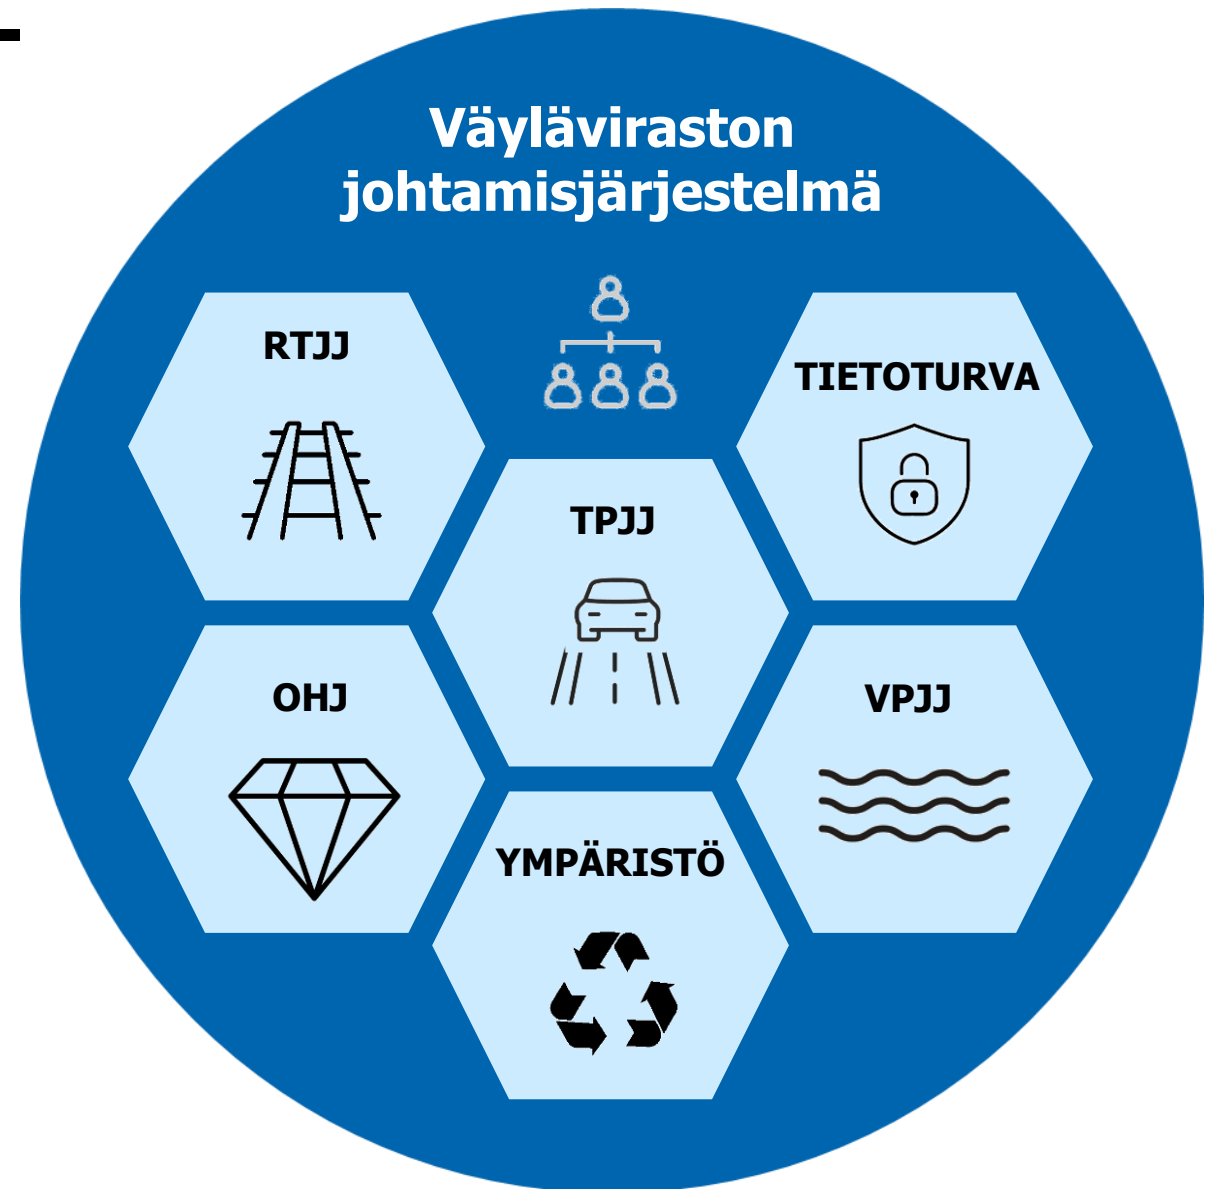 Väyläviraston
johtamisjärjestelmä
RTJJ
TIETOTURVA
TPJJ
OHJ
VPJJ
YMPÄRISTÖ